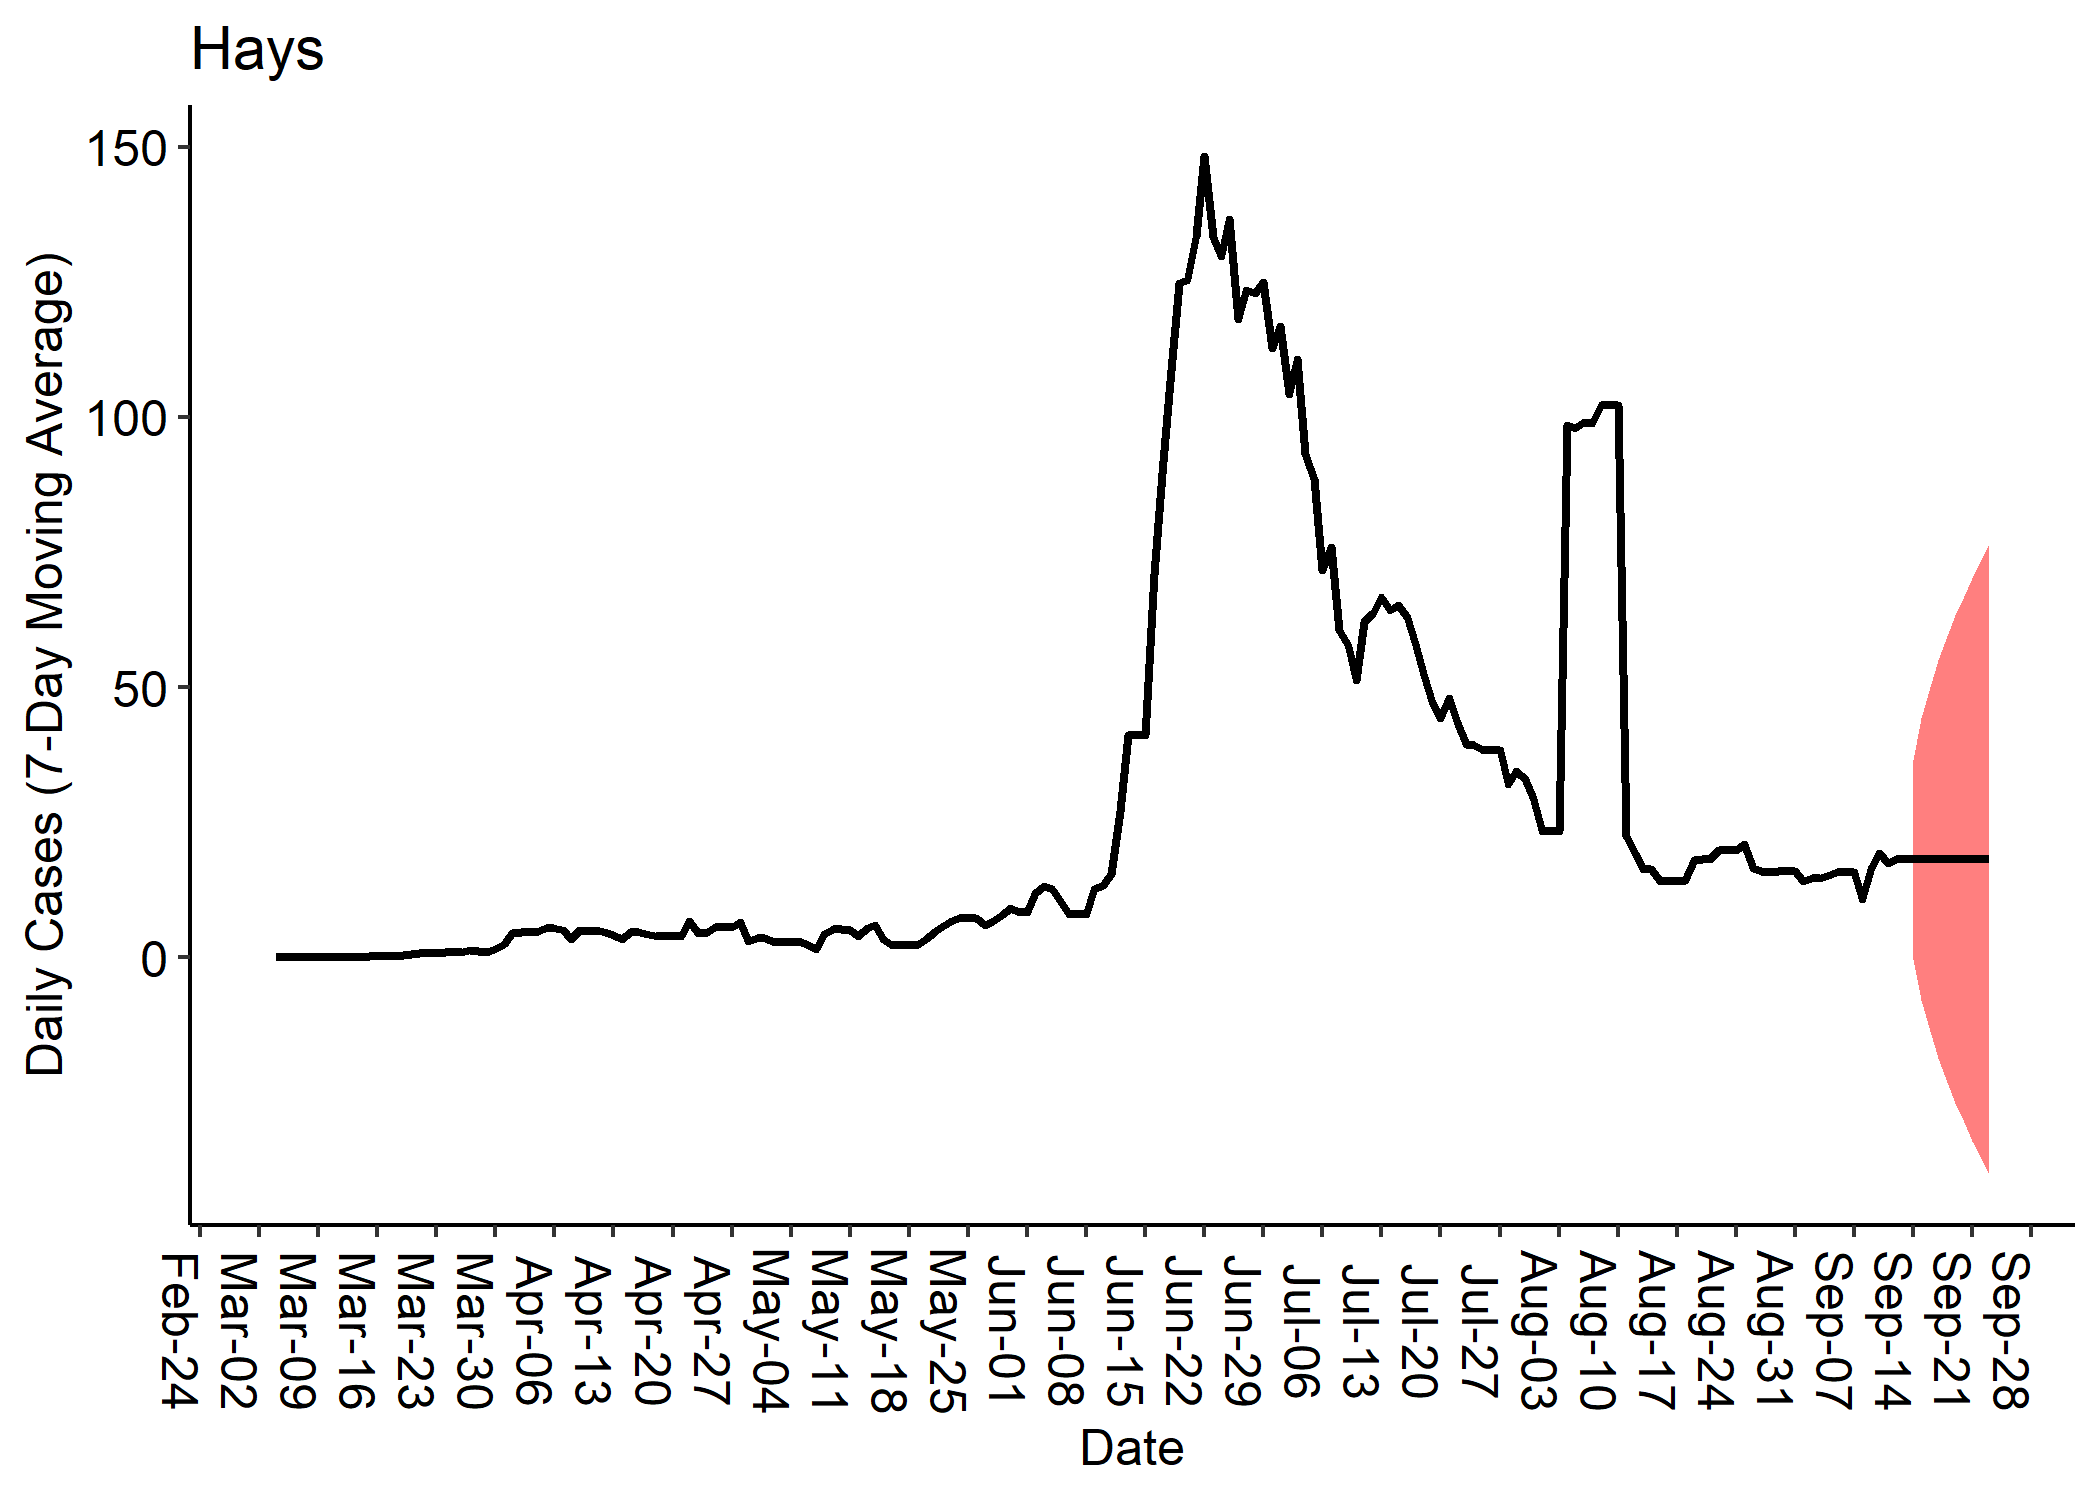 Hays
Daily Cases (7-Day Moving Average)
150
100
50
0
Feb-24
Mar-02
Mar-09
Mar-16
Mar-23
Mar-30
Apr-06
Apr-13
Apr-20
Apr-27
May-04
May-11
May-18
May-25
Jun-01
Jun-08
Jun-15
Jun-22
Jun-29
Jul-06
Jul-13
Jul-20
Jul-27
Aug-03
Aug-10
Aug-17
Aug-24
Aug-31
Sep-07
Sep-14
Sep-21
Sep-28
Date